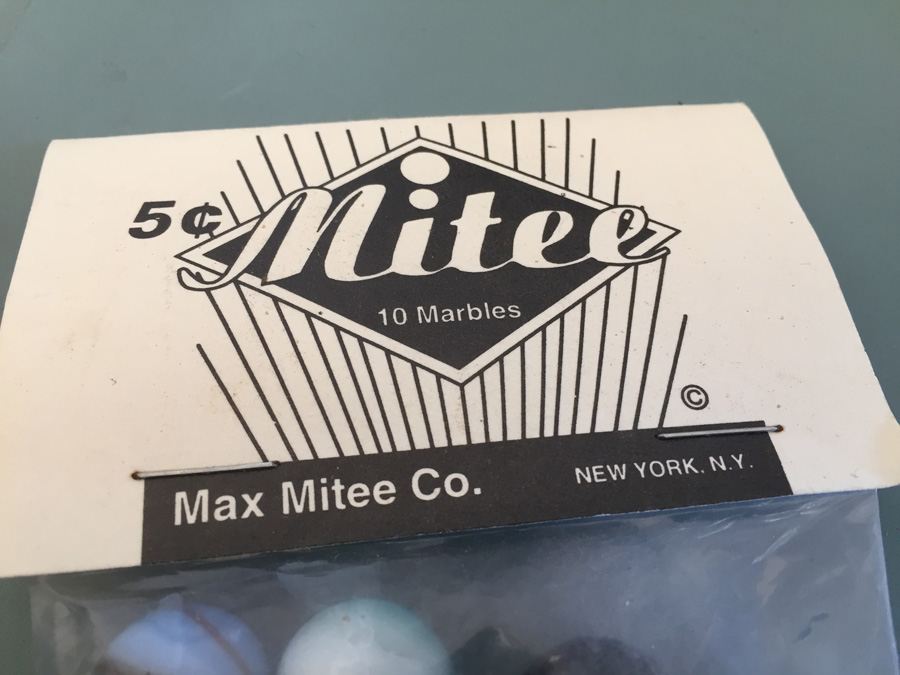 5¢
Mitee
10 Marbles
©
Max Mitee Co.
NEW YORK, N.Y.